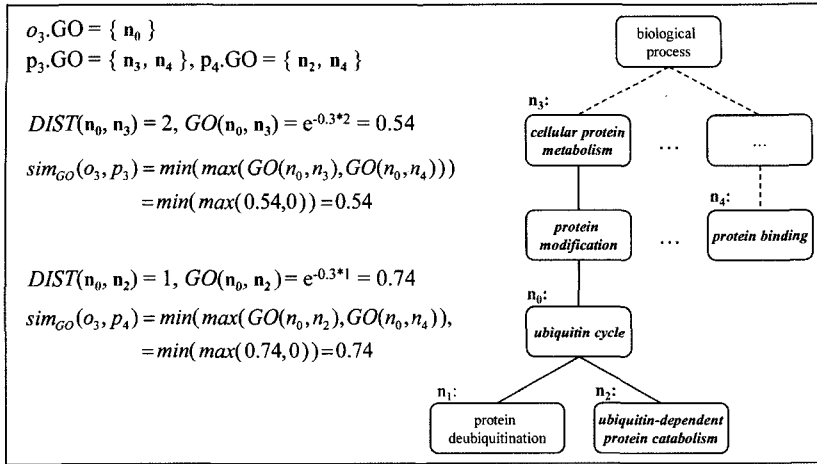 o₃.GO = { n₀ }
p₃.GO = { n₃, n₄ }, p₄.GO = { n₂, n₄ }
DIST(n₀, n₃) = 2, GO(n₀, n₃) = e^-0.3*2 = 0.54
sim_GO(o₃, p₃) = min(max(GO(n₀,n₃),GO(n₀,n₄)))
=min(max(0.54,0))=0.54
DIST(n₀, n₂) = 1, GO(n₀, n₂) = e^-0.3*1 = 0.74
sim_GO(o₃, p₄) = min(max(GO(n₀,n₂),GO(n₀,n₄)),
=min(max(0.74,0))=0.74
biological
process
n₃:
cellular protein
metabolism
...
...
n₄:
protein
modification
...
protein binding
n₀:
ubiquitin cycle
n₁:
protein
deubiquitination
n₂:
ubiquitin-dependent
protein catabolism